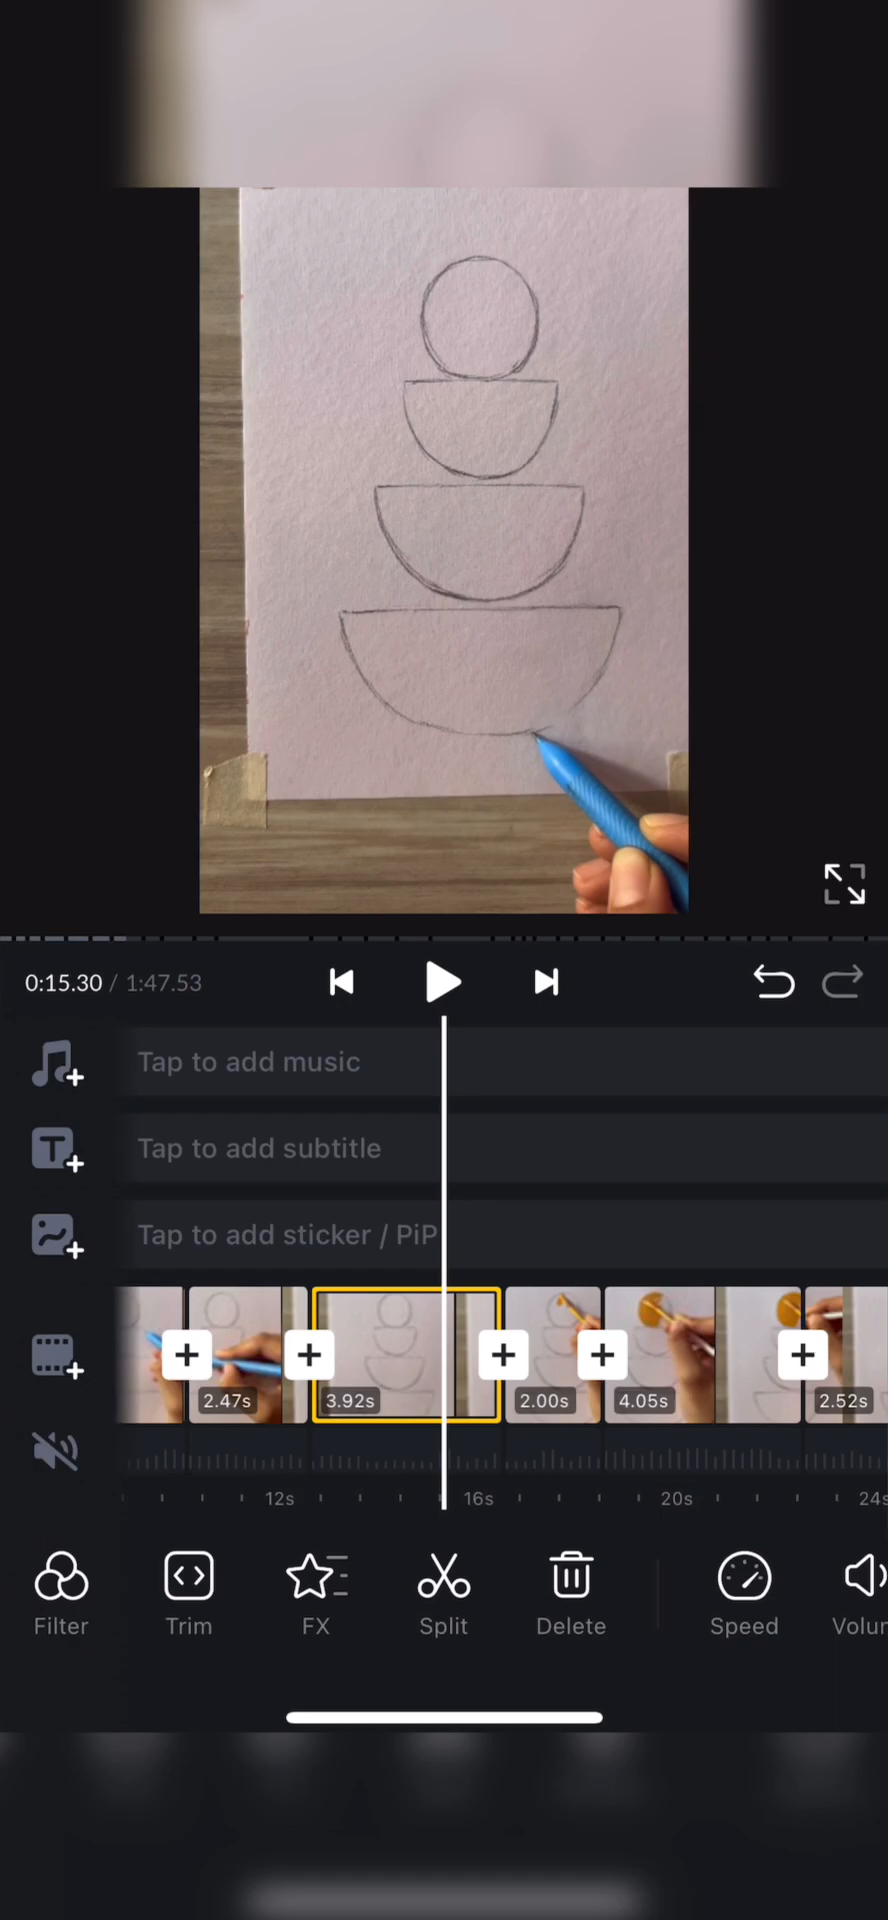 0:15.30 / 1:47.53
Tap to add music
T
Tap to add subtitle
Tap to add sticker / PiP
2.47s 3.92s 2.00s 4.05s 2.52s
12s 16s 20s 24s
Filter Trim FX Split Delete Speed Volum